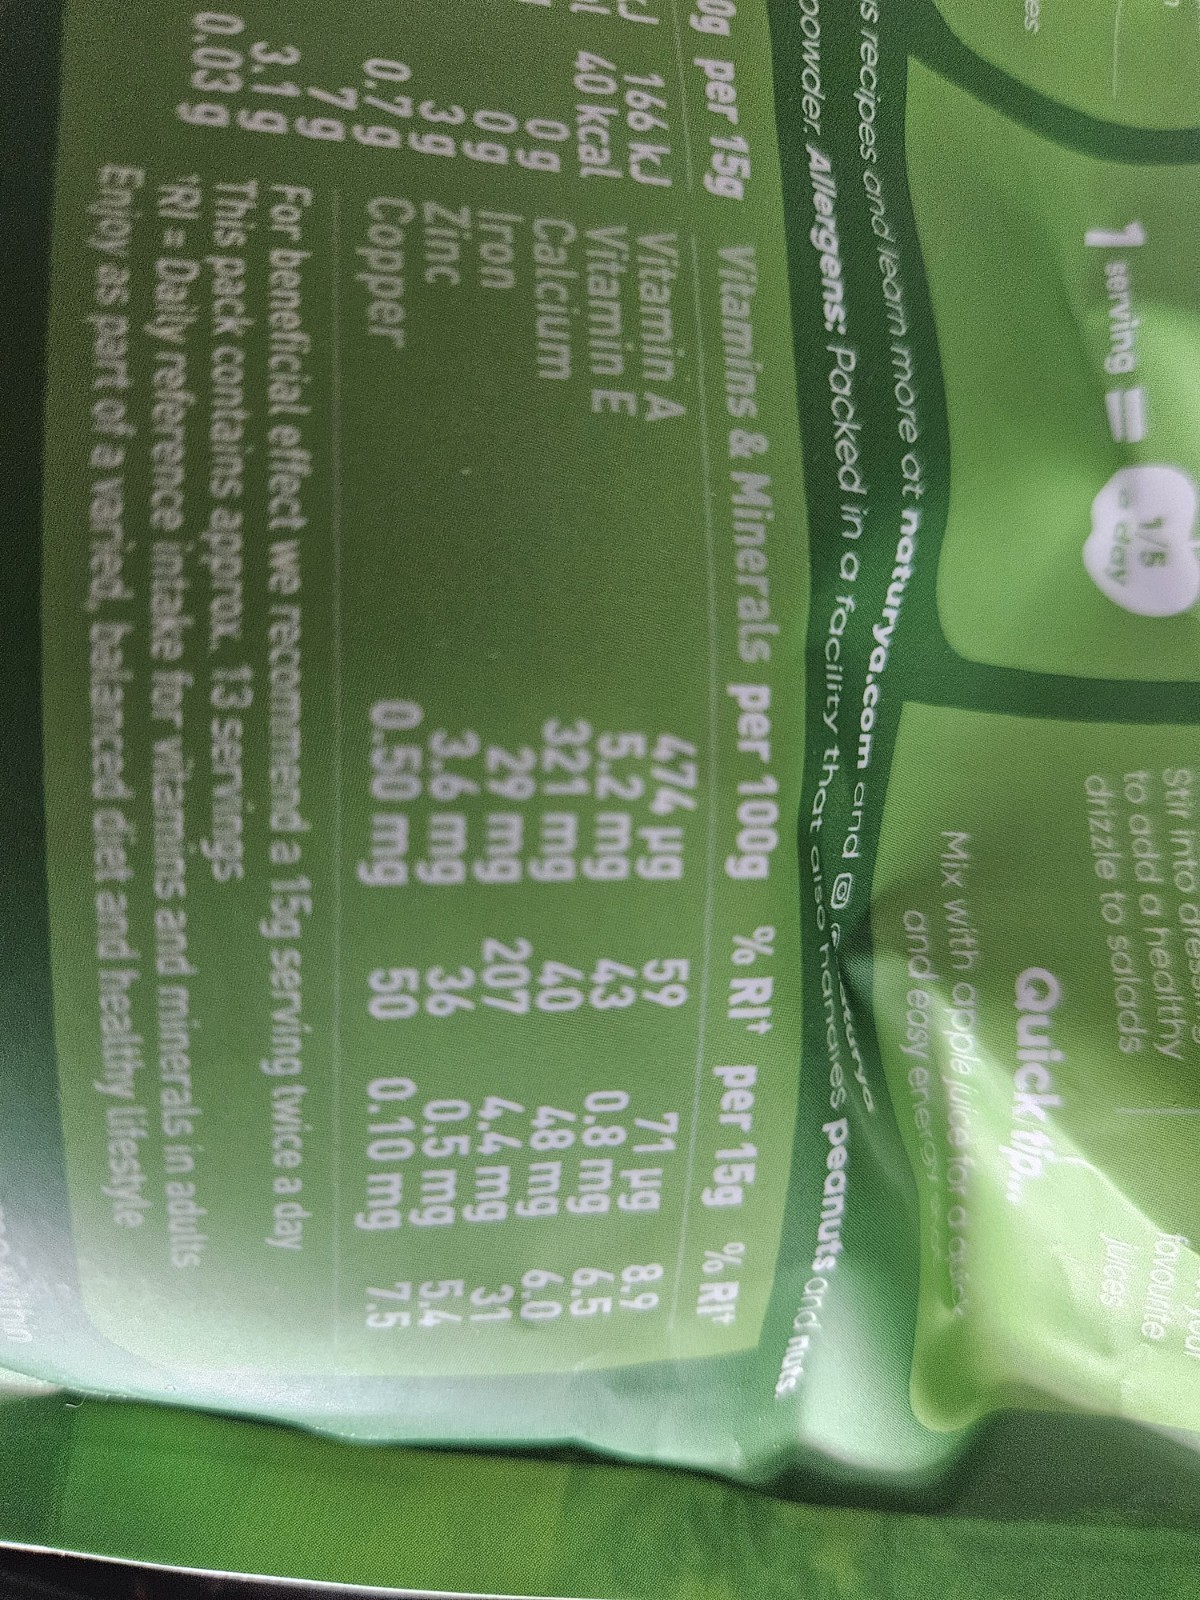 1 serving = 1/5 a day
to add a healthy
drizzle to salads
favourite
juices
Quick tip...
Mix with apple juice for a quick
and easy energy
recipes and learn more at naturya.com and @naturya
powder. Allergens: Packed in a facility that also handles peanuts and nuts.
per 15g
166 kJ
40 kcal
0 g
0 g
3 g
0.7 g
7 g
3.1 g
0.03 g
Vitamins & Minerals per 100g % RI† per 15g % RI†
Vitamin A 474 µg 59 71 µg 8.9
Vitamin E 5.2 mg 43 0.8 mg 6.5
Calcium 321 mg 40 48 mg 6.0
Iron 29 mg 207 4.4 mg 31
Zinc 3.6 mg 36 0.5 mg 5.4
Copper 0.50 mg 50 0.10 mg 7.5
For beneficial effect we recommend a 15g serving twice a day
This pack contains approx. 13 servings
†RI = Daily reference intake for vitamins and minerals in adults
Enjoy as part of a varied, balanced diet and healthy lifestyle